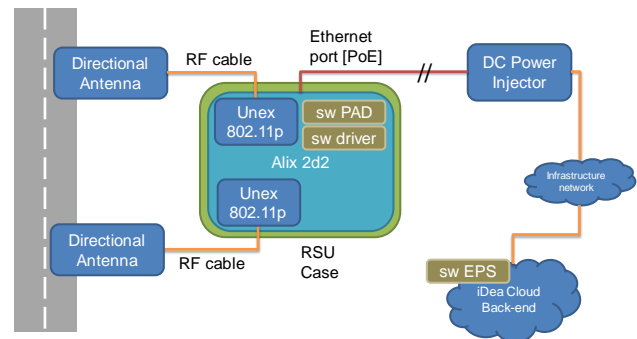 Directional
Antenna
RF cable
Ethernet
port [PoE]
DC Power
Injector
Unex
802.11p
sw PAD
sw driver
Alix 2d2
Unex
802.11p
Infrastructure
network
Directional
Antenna
RF cable
RSU
Case
sw EPS
iDea Cloud
Back-end